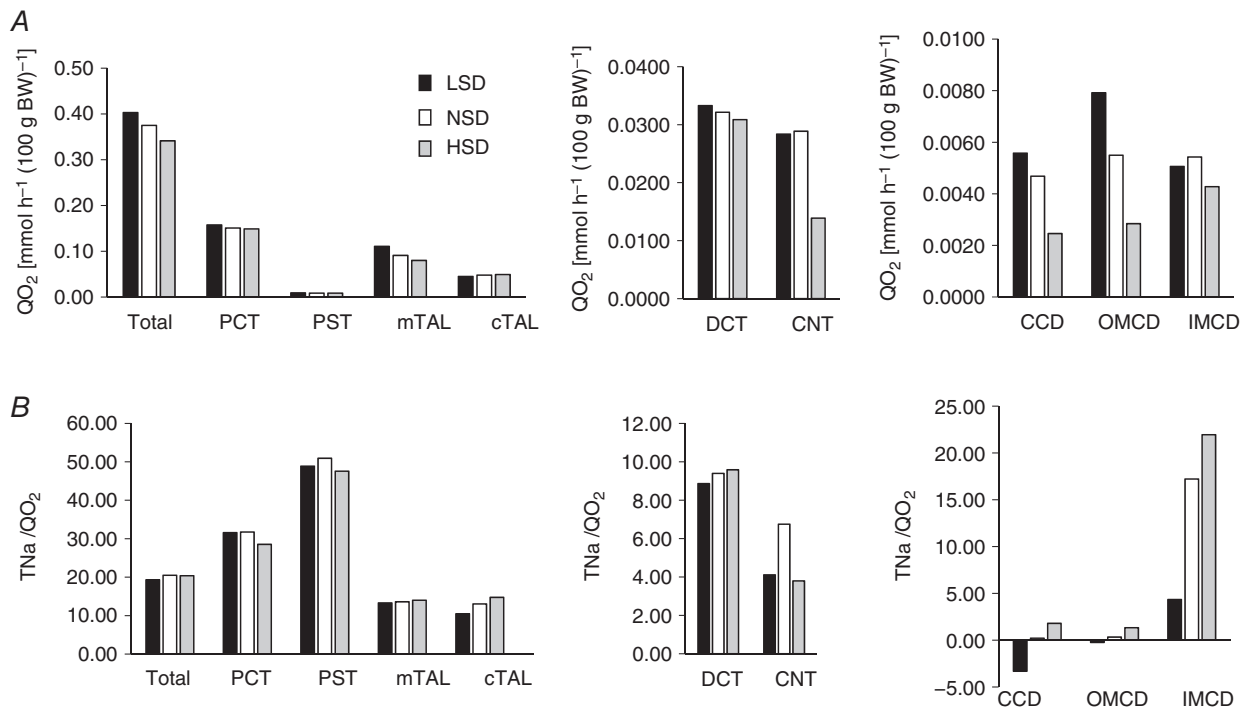 A
QO₂ [mmol h⁻¹ (100 g BW)⁻¹]
0.50
0.40
0.30
0.20
0.10
0.00
Total PCT PST mTAL cTAL
LSD
NSD
HSD
QO₂ [mmol h⁻¹ (100 g BW)⁻¹]
0.0400
0.0300
0.0200
0.0100
0.0000
DCT CNT
QO₂ [mmol h⁻¹ (100 g BW)⁻¹]
0.0100
0.0080
0.0060
0.0040
0.0020
0.0000
CCD OMCD IMCD
B
TNa /QO₂
60.00
50.00
40.00
30.00
20.00
10.00
0.00
Total PCT PST mTAL cTAL
TNa /QO₂
12.00
10.00
8.00
6.00
4.00
2.00
0.00
DCT CNT
TNa /QO₂
25.00
20.00
15.00
10.00
5.00
0.00
−5.00
CCD OMCD IMCD